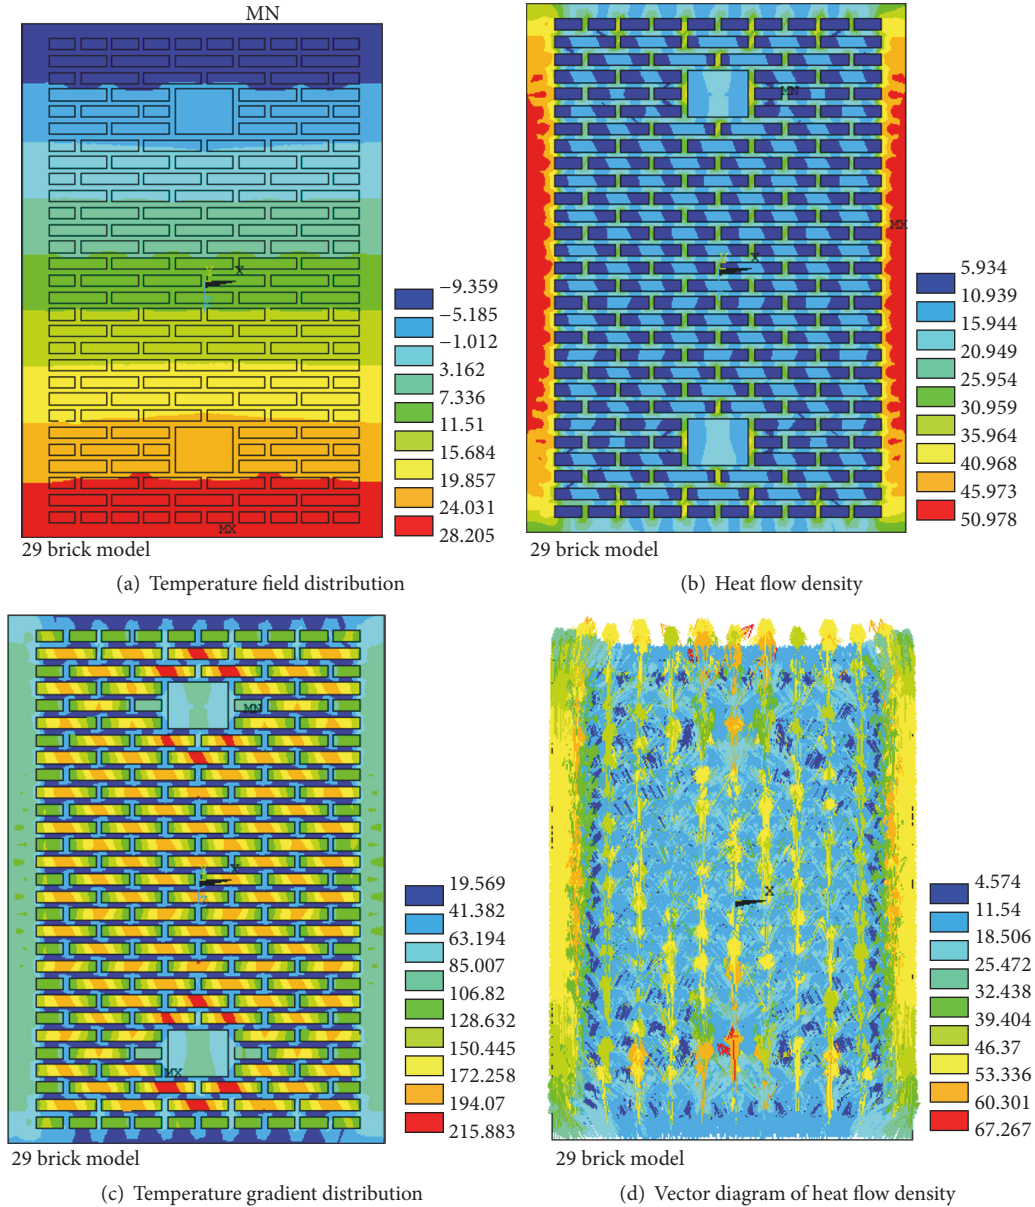 MN
Y
X
MX
−9.359
−5.185
−1.012
3.162
7.336
11.51
15.684
19.857
24.031
28.205
29 brick model
(a) Temperature field distribution
MN
MX
X
5.934
10.939
15.944
20.949
25.954
30.959
35.964
40.968
45.973
50.978
29 brick model
(b) Heat flow density
MN
X
MX
19.569
41.382
63.194
85.007
106.82
128.632
150.445
172.258
194.07
215.883
29 brick model
(c) Temperature gradient distribution
X
4.574
11.54
18.506
25.472
32.438
39.404
46.37
53.336
60.301
67.267
29 brick model
(d) Vector diagram of heat flow density